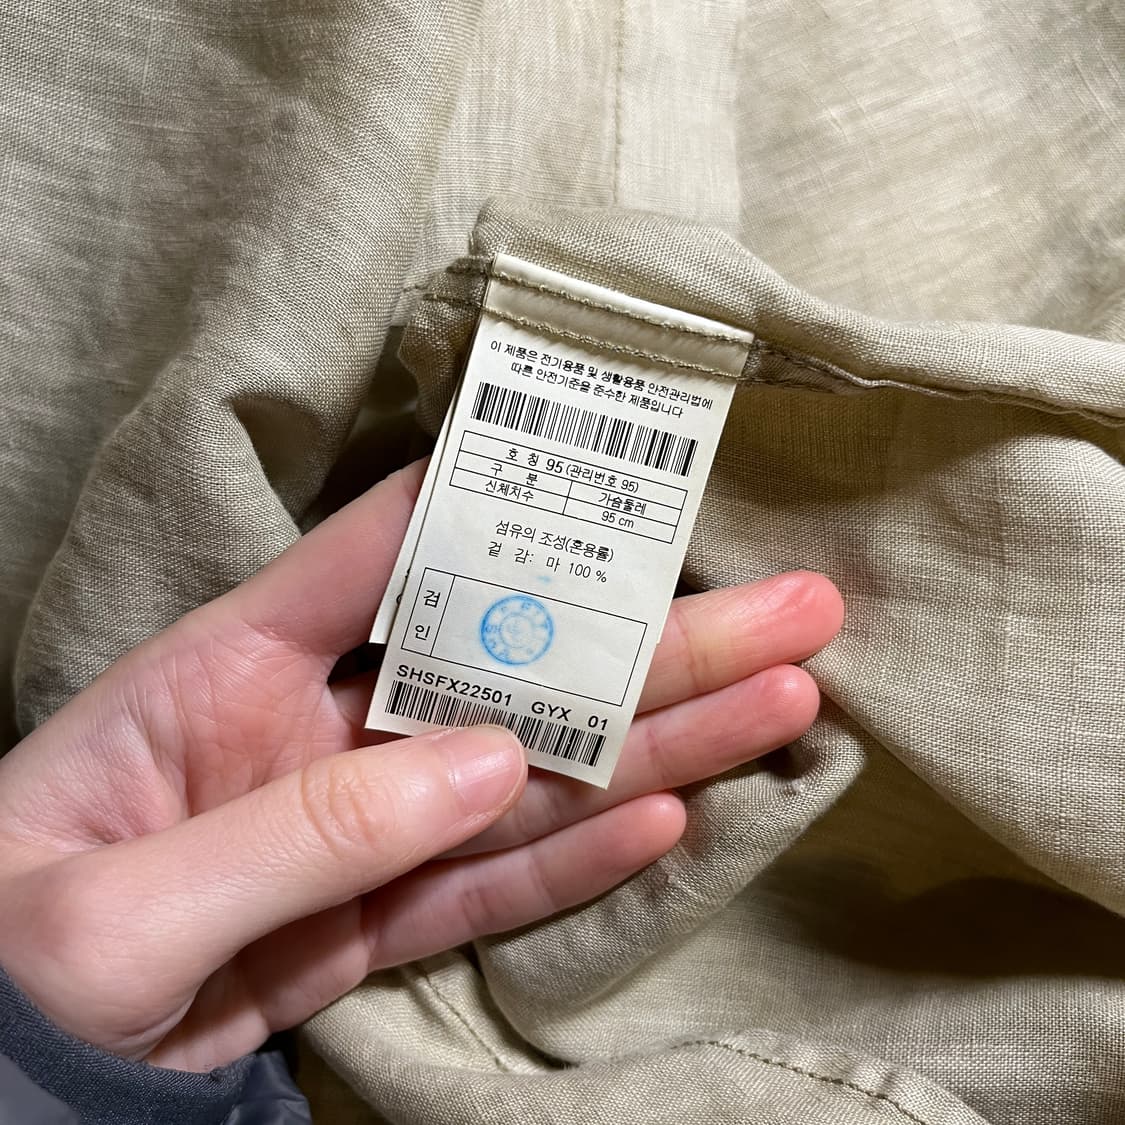 이 제품은 전기용품 및 생활용품 안전관리법에
따른 안전기준을 준수한 제품입니다
호 칭 95 (관리번호 95)
구 분 가슴둘레
신체치수 95 cm
섬유의 조성(혼용률)
겉 감: 마 100 %
검
인
SHSFX22501 GYX 01